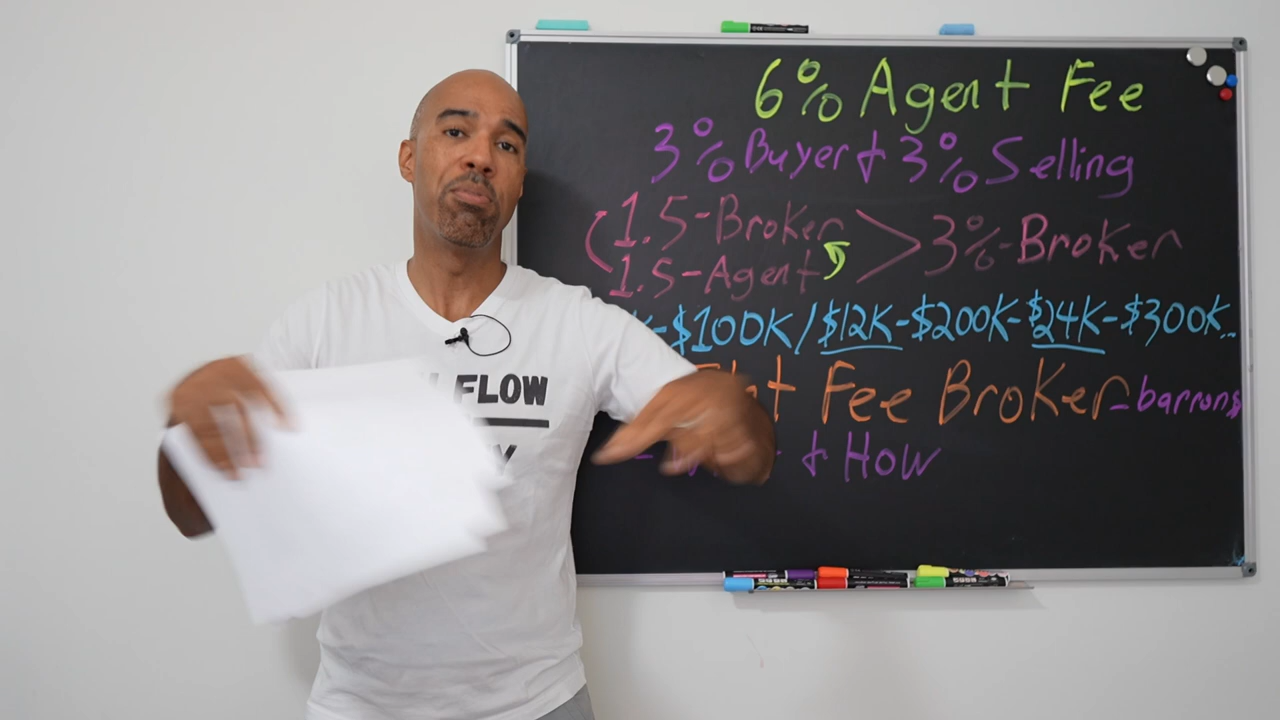 6% Agent Fee
3% Buyer & 3% Selling
1.5-Broker
1.5-Agent
> 3%-Broker
K-$100K/$12K-$200K-$24K-$300K..
Fee Broker-barrons
& How
FLOW